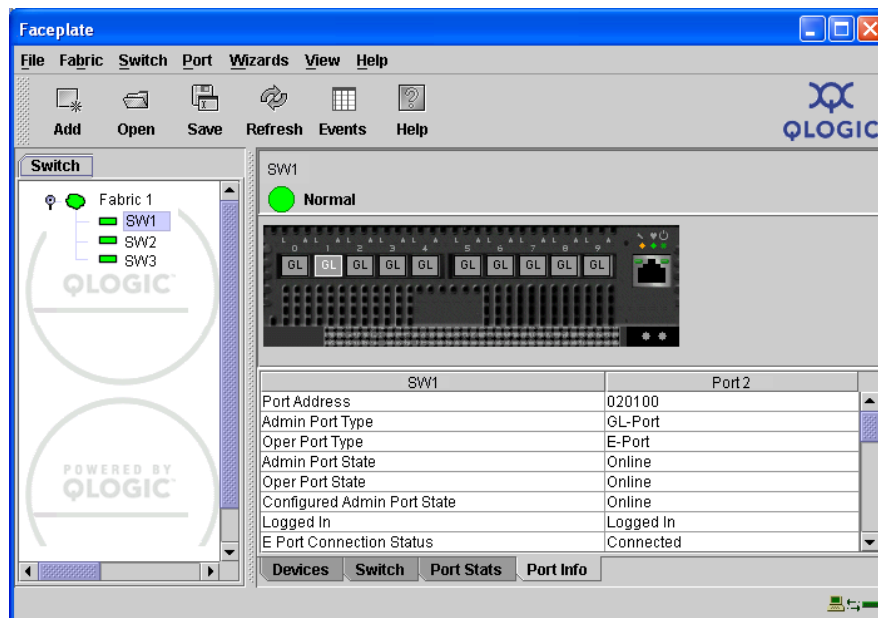 Faceplate
File Fabric Switch Port Wizards View Help
Add Open Save Refresh Events Help
QLOGIC
Switch
Fabric 1
SW1
SW2
SW3
QLOGIC
POWERED BY
QLOGIC
SW1
Normal
0 1 2 3 4 5 6 7 8 9
GL GL GL GL GL GL GL GL GL GL
SW1 Port 2
Port Address 020100
Admin Port Type GL-Port
Oper Port Type E-Port
Admin Port State Online
Oper Port State Online
Configured Admin Port State Online
Logged In Logged In
E Port Connection Status Connected
Devices Switch Port Stats Port Info